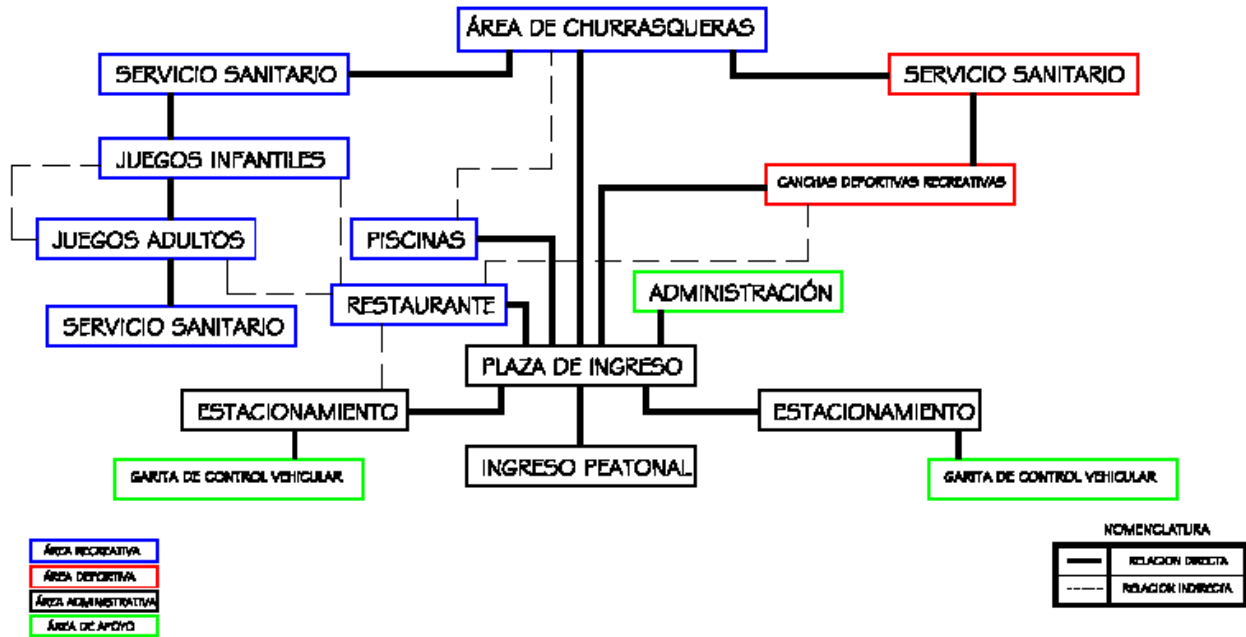 ÁREA DE CHURRASQUERAS
SERVICIO SANITARIO
SERVICIO SANITARIO
JUEGOS INFANTILES
CANCHAS DEPORTIVAS RECREATIVAS
JUEGOS ADULTOS
PISCINAS
ADMINISTRACIÓN
RESTAURANTE
SERVICIO SANITARIO
PLAZA DE INGRESO
ESTACIONAMIENTO
ESTACIONAMIENTO
INGRESO PEATONAL
GARITA DE CONTROL VEHICULAR
GARITA DE CONTROL VEHICULAR
ÁREA RECREATIVA
ÁREA DEPORTIVA
ÁREA ADMINISTRATIVA
ÁREA DE APOYO
NOMENCLATURA
RELACION DIRECTA
RELACION INDIRECTA